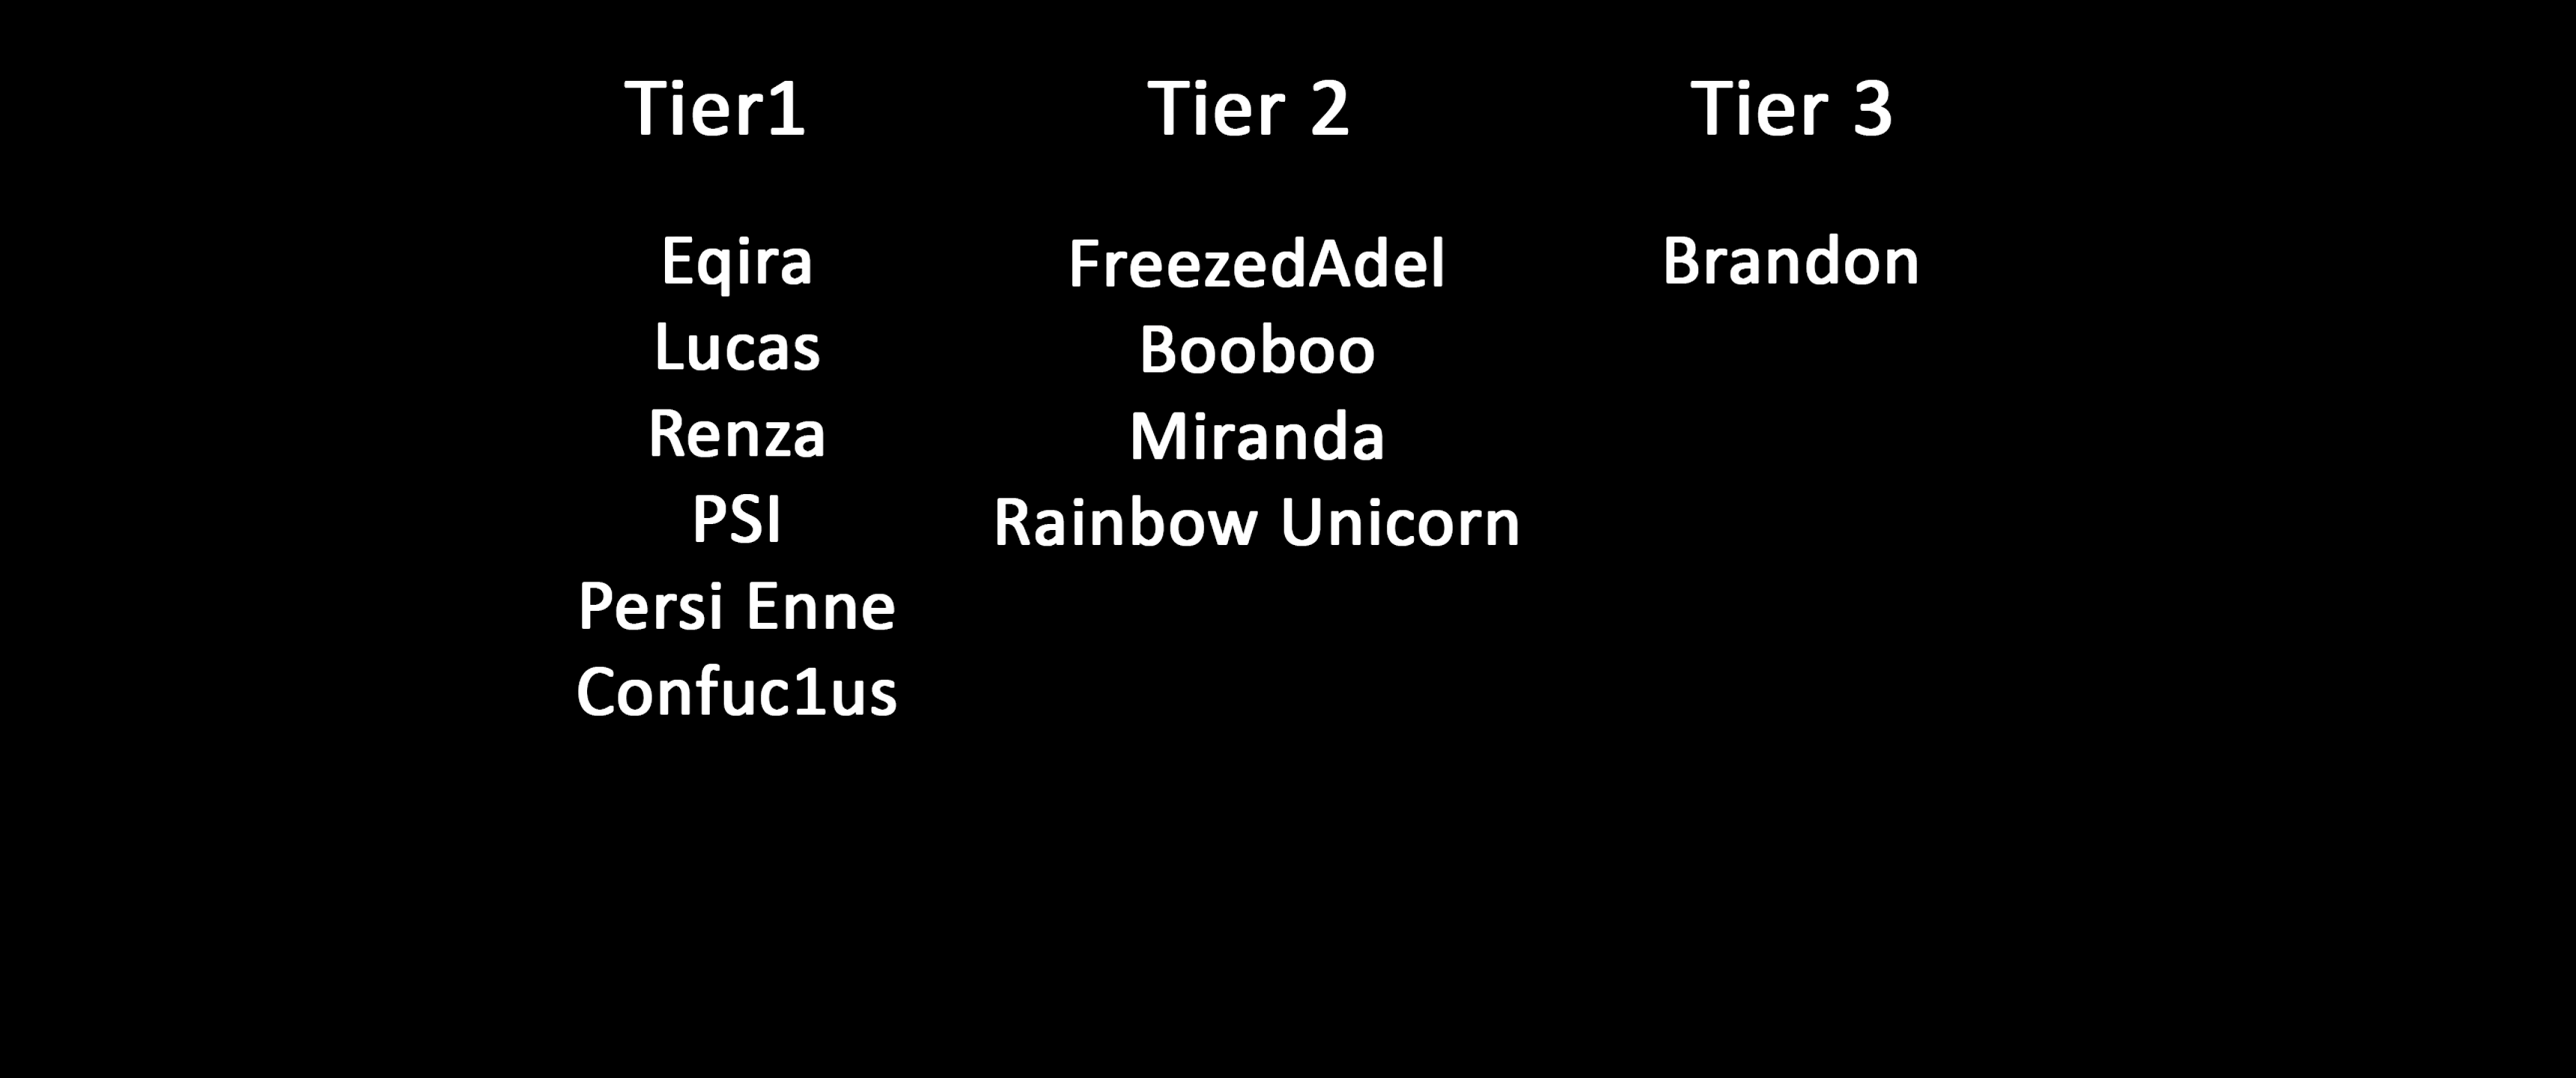 Tier1
Eqira
Lucas
Renza
PSI
Persi Enne
Confuc1us
Tier 2
FreezedAdel
Booboo
Miranda
Rainbow Unicorn
Tier 3
Brandon